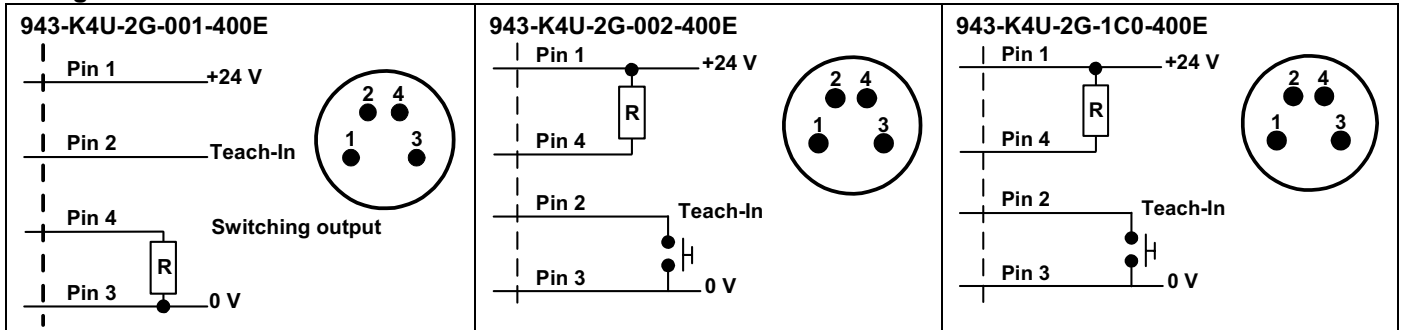 943-K4U-2G-001-400E
Pin 1
+24 V
2 4
1 3
Pin 2
Teach-In
Pin 4
Switching output
R
Pin 3
0 V
943-K4U-2G-002-400E
Pin 1
+24 V
2 4
R
1 3
Pin 4
Pin 2
Teach-In
Pin 3
0 V
943-K4U-2G-1C0-400E
Pin 1
+24 V
2 4
R
1 3
Pin 4
Pin 2
Teach-In
Pin 3
0 V